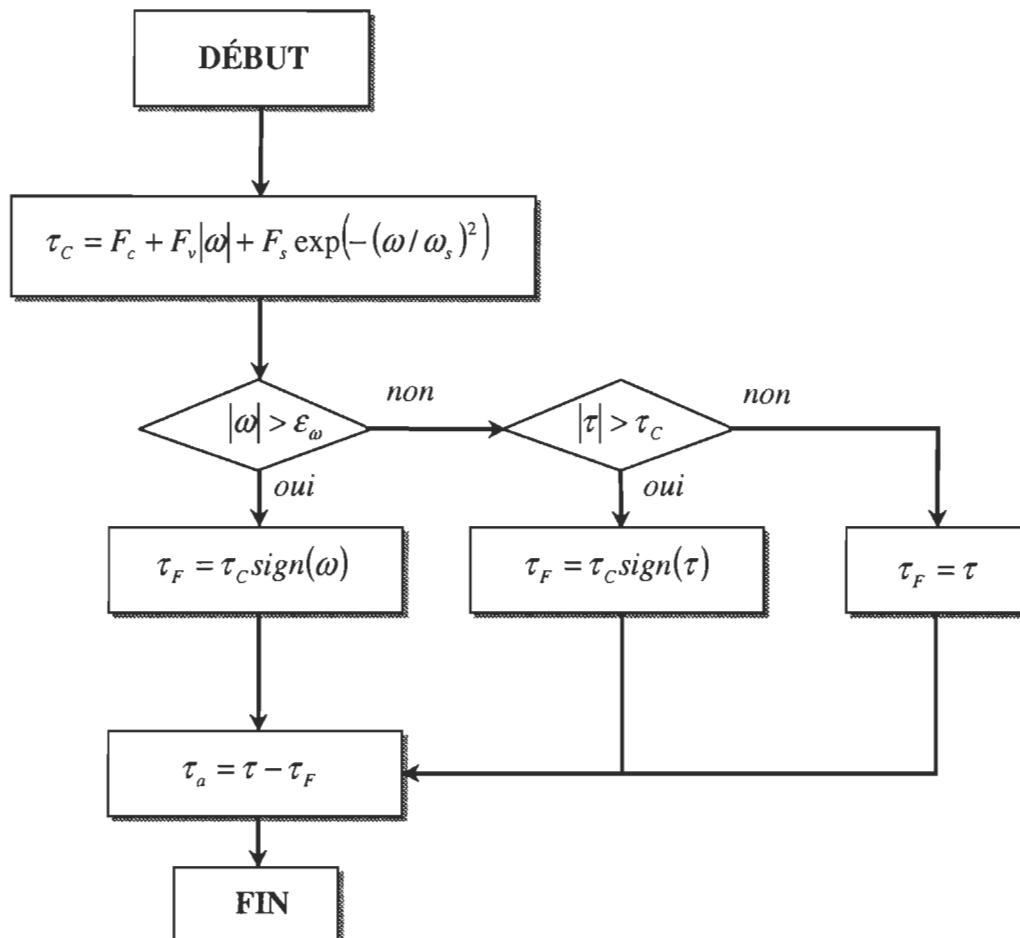 DÉBUT
τ_C = F_c + F_v|ω| + F_s exp(-(ω/ω_s)^2)
|ω| > ε_ω
non
|τ| > τ_C
non
oui
oui
τ_F = τ_C sign(ω)
τ_F = τ_C sign(τ)
τ_F = τ
τ_a = τ - τ_F
FIN